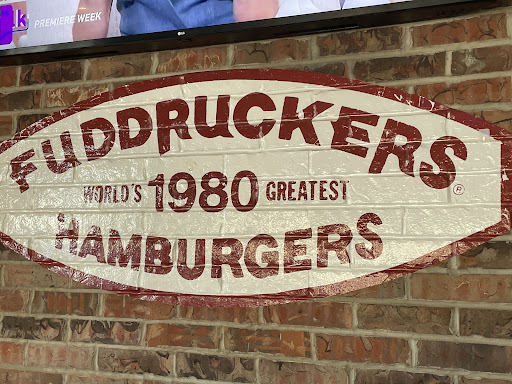 k PREMIERE WEEK
FUDDRUCKERS
WORLD'S 1980 GREATEST
HAMBURGERS
®